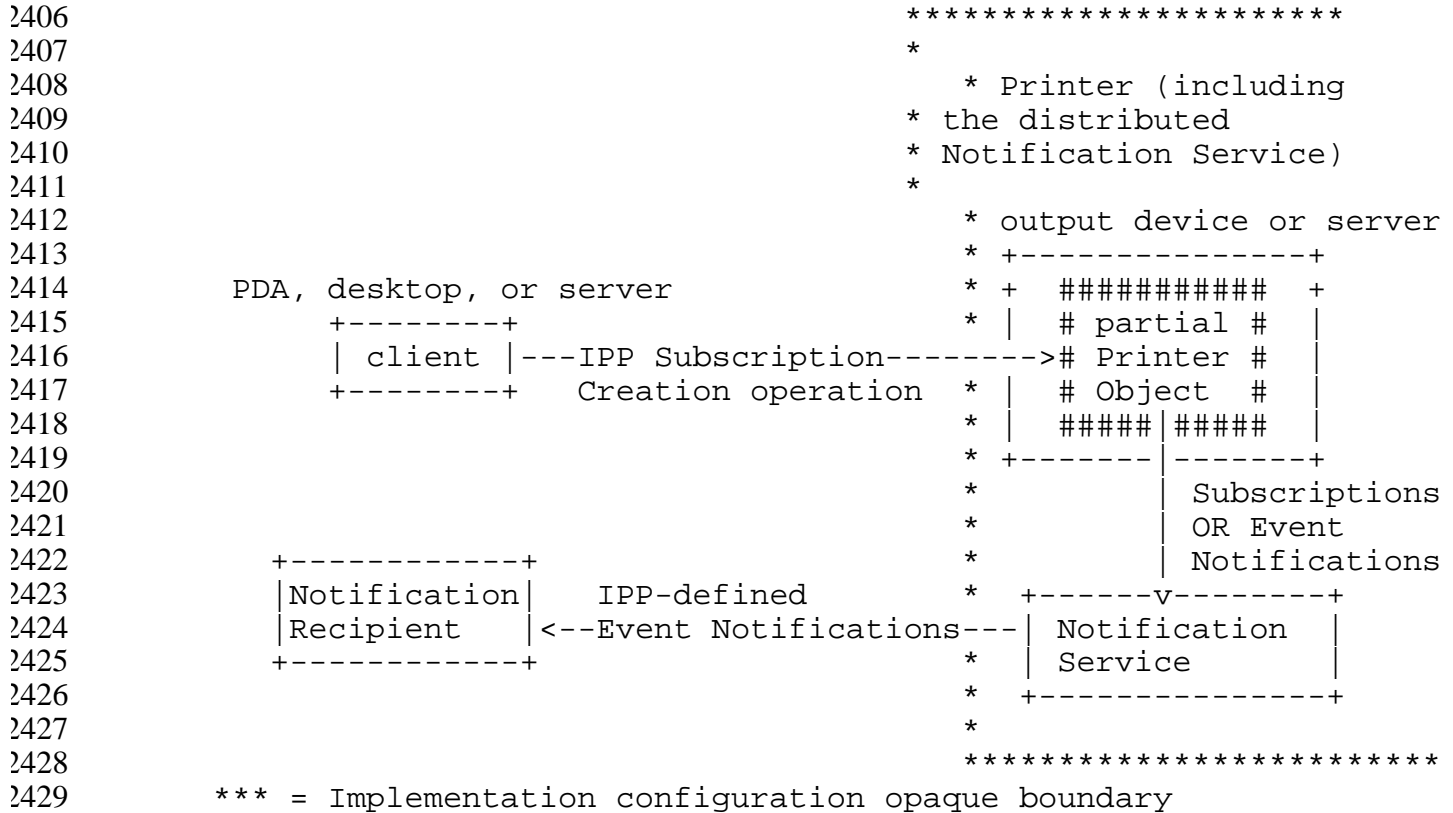 2406                                            ***********************
2407                                            *
2408                                               * Printer (including
2409                                            * the distributed
2410                                            * Notification Service)
2411                                            *
2412                                               * output device or server
2413                                               * +---------------+
2414         PDA, desktop, or server               * +  ###########  +
2415              +--------+                       * |  # partial #  |
2416              | client |---IPP Subscription--------># Printer #  |
2417              +--------+   Creation operation  * |  # Object  #  |
2418                                               * |  #####|#####  |
2419                                               * +-------|-------+
2420                                               *         | Subscriptions
2421                                               *         | OR Event
2422           +------------+                      *         | Notifications
2423           |Notification|   IPP-defined        *  +------v--------+
2424           |Recipient   |<--Event Notifications---| Notification  |
2425           +------------+                      *  | Service       |
2426                                               *  +---------------+
2427                                               *
2428                                               *************************
2429        *** = Implementation configuration opaque boundary